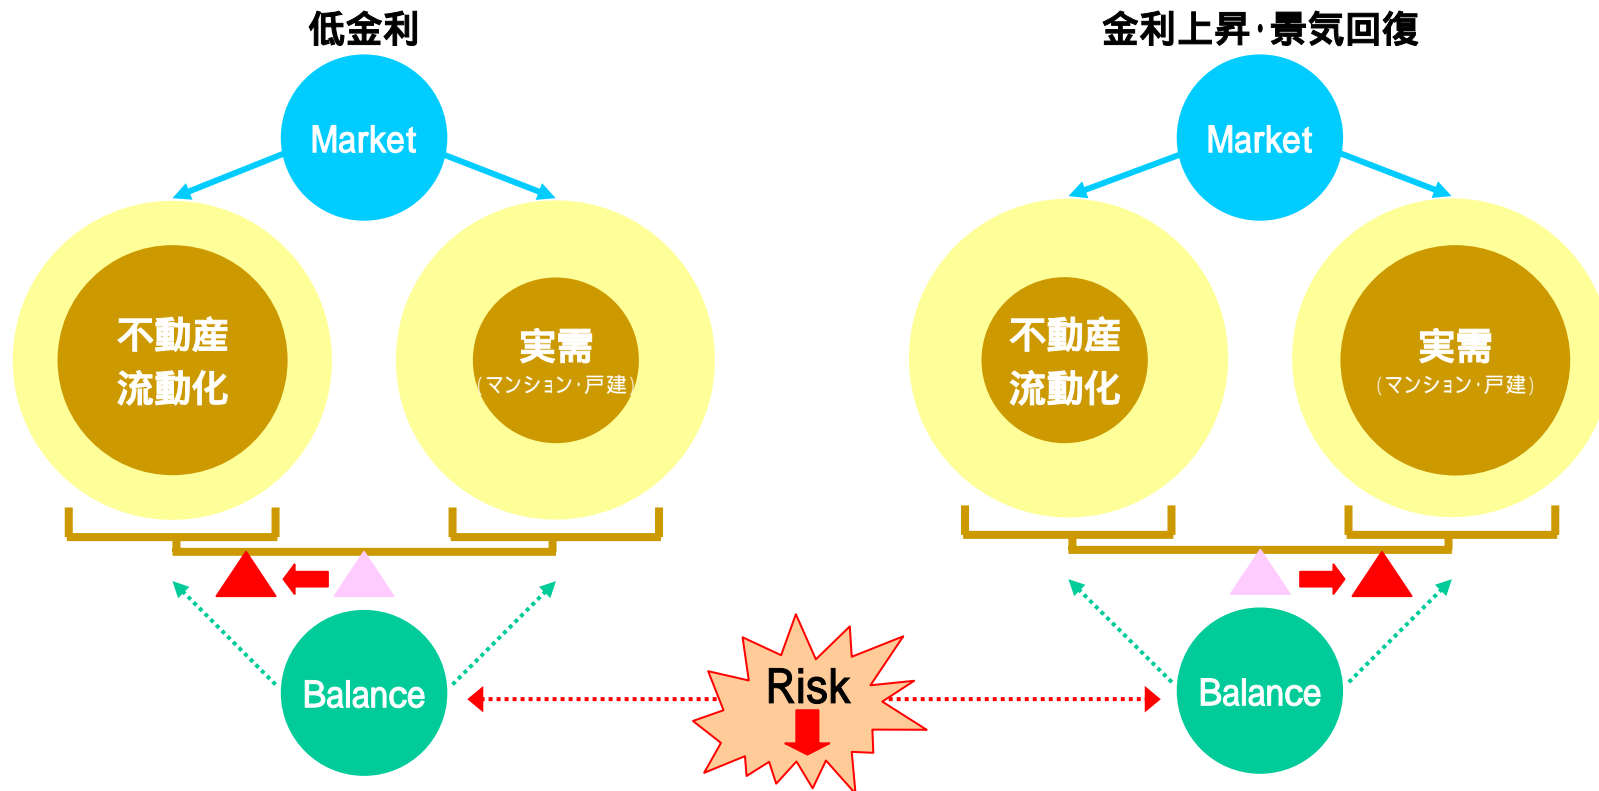 低金利
Market
不動産
流動化
実需
(マンション・戸建)
Balance
金利上昇・景気回復
Market
不動産
流動化
実需
(マンション・戸建)
Balance
Risk